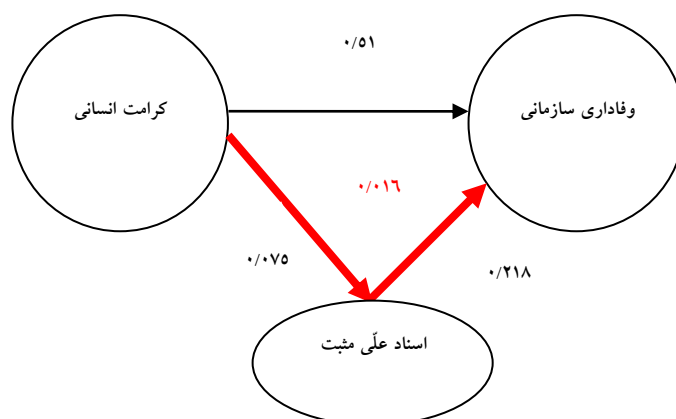 ۰/۵۱
کرامت انسانی
وفاداری سازمانی
۰/۰۱۶
۰/۰۷۵
۰/۲۱۸
اسناد علّی مثبت